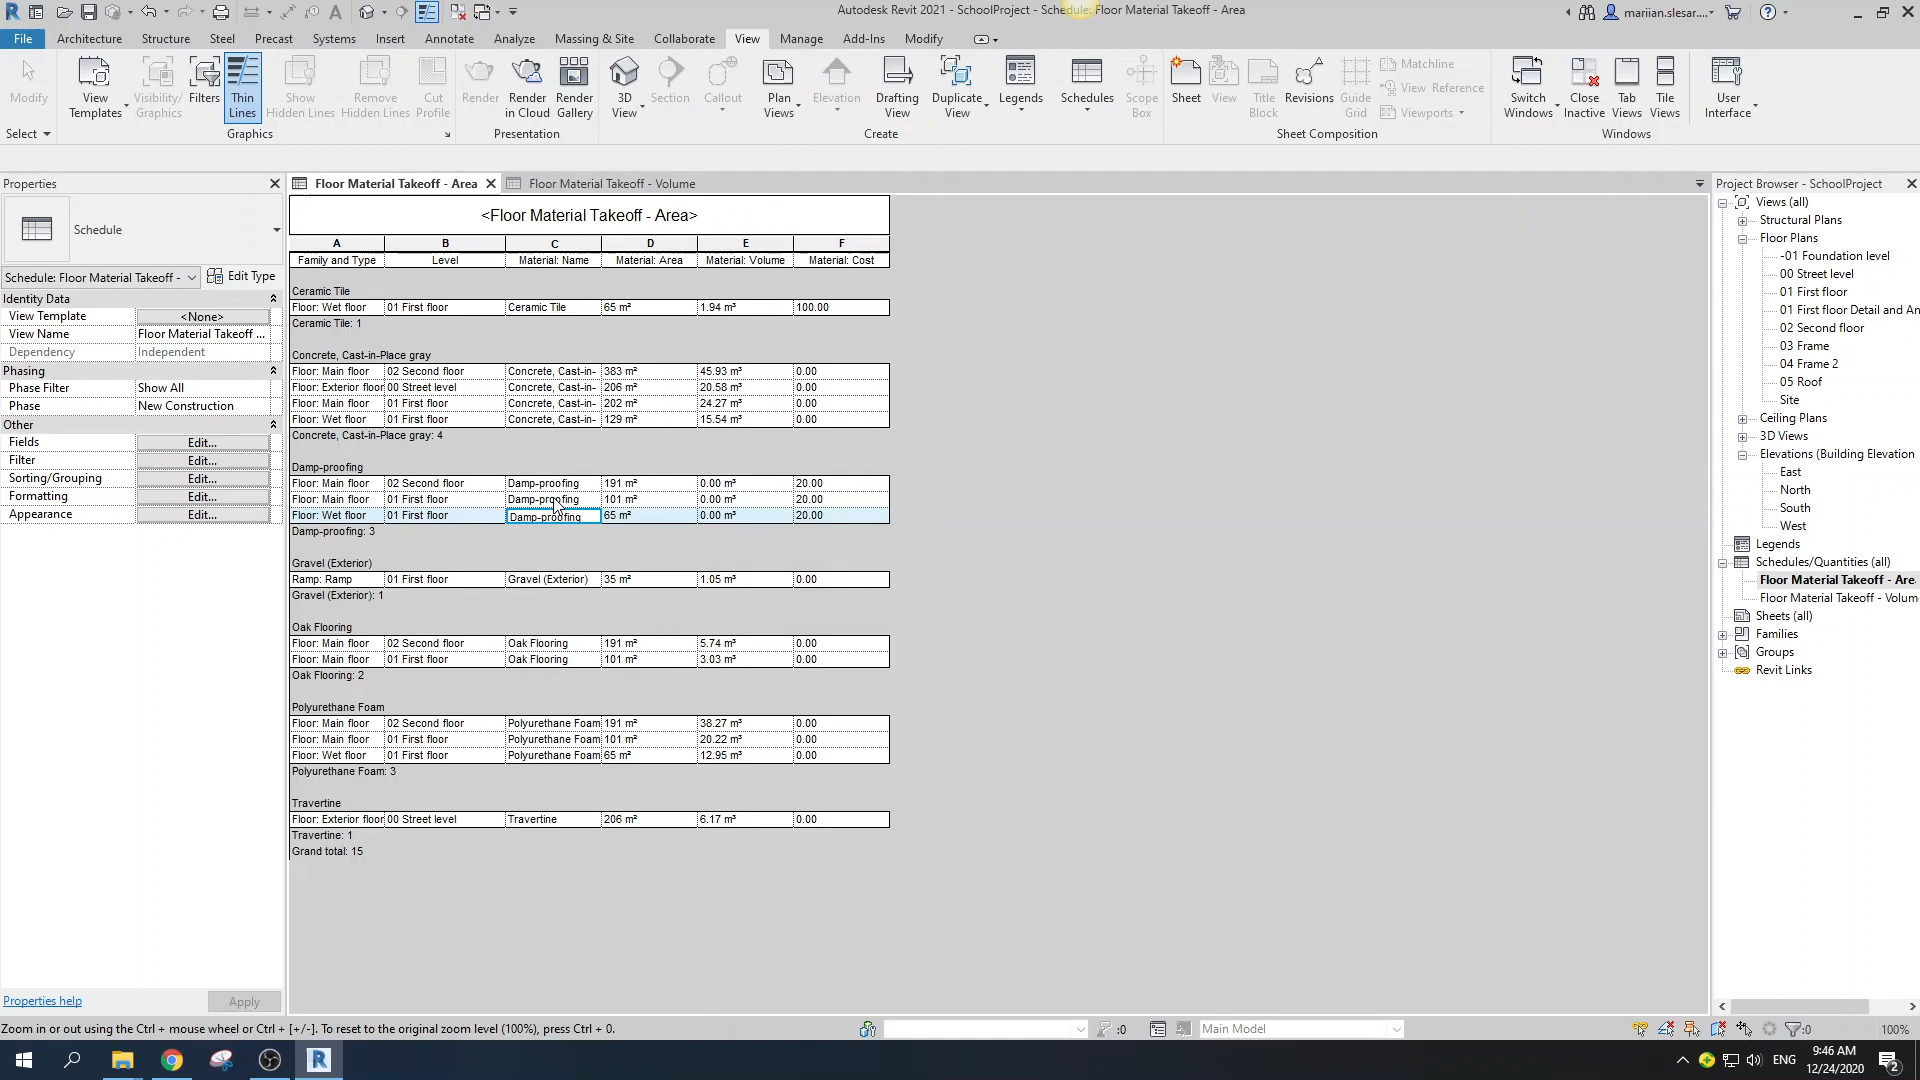 Autodesk Revit 2021 - SchoolProject - Schedule: Floor Material Takeoff - Area
mariian.slesar...
File Architecture Structure Steel Precast Systems Insert Annotate Analyze Massing & Site Collaborate View Manage Add-Ins Modify
Modify
View Templates
Visibility/ Graphics
Filters
Thin Lines
Show Hidden Lines
Remove Hidden Lines
Cut Profile
Render
Render in Cloud
Render Gallery
3D View
Section
Callout
Plan Views
Elevation
Drafting View
Duplicate View
Legends
Schedules
Scope Box
Sheet
View
Title Block
Revisions
Guide Grid
Matchline
View Reference
Viewports
Switch Windows
Close Inactive
Tab Views
Tile Views
User Interface
Select Graphics Presentation Create Sheet Composition Windows
Properties
Schedule
Schedule: Floor Material Takeoff - Edit Type
Identity Data
View Template <None>
View Name Floor Material Takeoff ...
Dependency Independent
Phasing
Phase Filter Show All
Phase New Construction
Other
Fields Edit...
Filter Edit...
Sorting/Grouping Edit...
Formatting Edit...
Appearance Edit...
Properties help Apply
Floor Material Takeoff - Area Floor Material Takeoff - Volume
<Floor Material Takeoff - Area>
A B C D E F
Family and Type Level Material: Name Material: Area Material: Volume Material: Cost
Ceramic Tile
Floor: Wet floor 01 First floor Ceramic Tile 65 m² 1.94 m³ 100.00
Ceramic Tile: 1
Concrete, Cast-in-Place gray
Floor: Main floor 02 Second floor Concrete, Cast-in- 383 m² 45.93 m³ 0.00
Floor: Exterior floor 00 Street level Concrete, Cast-in- 206 m² 20.58 m³ 0.00
Floor: Main floor 01 First floor Concrete, Cast-in- 202 m² 24.27 m³ 0.00
Floor: Wet floor 01 First floor Concrete, Cast-in- 129 m² 15.54 m³ 0.00
Concrete, Cast-in-Place gray: 4
Damp-proofing
Floor: Main floor 02 Second floor Damp-proofing 191 m² 0.00 m³ 20.00
Floor: Main floor 01 First floor Damp-proofing 101 m² 0.00 m³ 20.00
Floor: Wet floor 01 First floor Damp-proofing 65 m² 0.00 m³ 20.00
Damp-proofing: 3
Gravel (Exterior)
Ramp: Ramp 01 First floor Gravel (Exterior) 35 m² 1.05 m³ 0.00
Gravel (Exterior): 1
Oak Flooring
Floor: Main floor 02 Second floor Oak Flooring 191 m² 5.74 m³ 0.00
Floor: Main floor 01 First floor Oak Flooring 101 m² 3.03 m³ 0.00
Oak Flooring: 2
Polyurethane Foam
Floor: Main floor 02 Second floor Polyurethane Foam 191 m² 38.27 m³ 0.00
Floor: Main floor 01 First floor Polyurethane Foam 101 m² 20.22 m³ 0.00
Floor: Wet floor 01 First floor Polyurethane Foam 65 m² 12.95 m³ 0.00
Polyurethane Foam: 3
Travertine
Floor: Exterior floor 00 Street level Travertine 206 m² 6.17 m³ 0.00
Travertine: 1
Grand total: 15
Project Browser - SchoolProject
Views (all)
Structural Plans
Floor Plans
-01 Foundation level
00 Street level
01 First floor
01 First floor Detail and An
02 Second floor
03 Frame
04 Frame 2
05 Roof
Site
Ceiling Plans
3D Views
Elevations (Building Elevation
East
North
South
West
Legends
Schedules/Quantities (all)
Floor Material Takeoff - Are
Floor Material Takeoff - Volum
Sheets (all)
Families
Groups
Revit Links
Zoom in or out using the Ctrl + mouse wheel or Ctrl + [+/-]. To reset to the original zoom level (100%), press Ctrl + 0.
:0 Main Model :0 100%
ENG 9:46 AM
12/24/2020
2